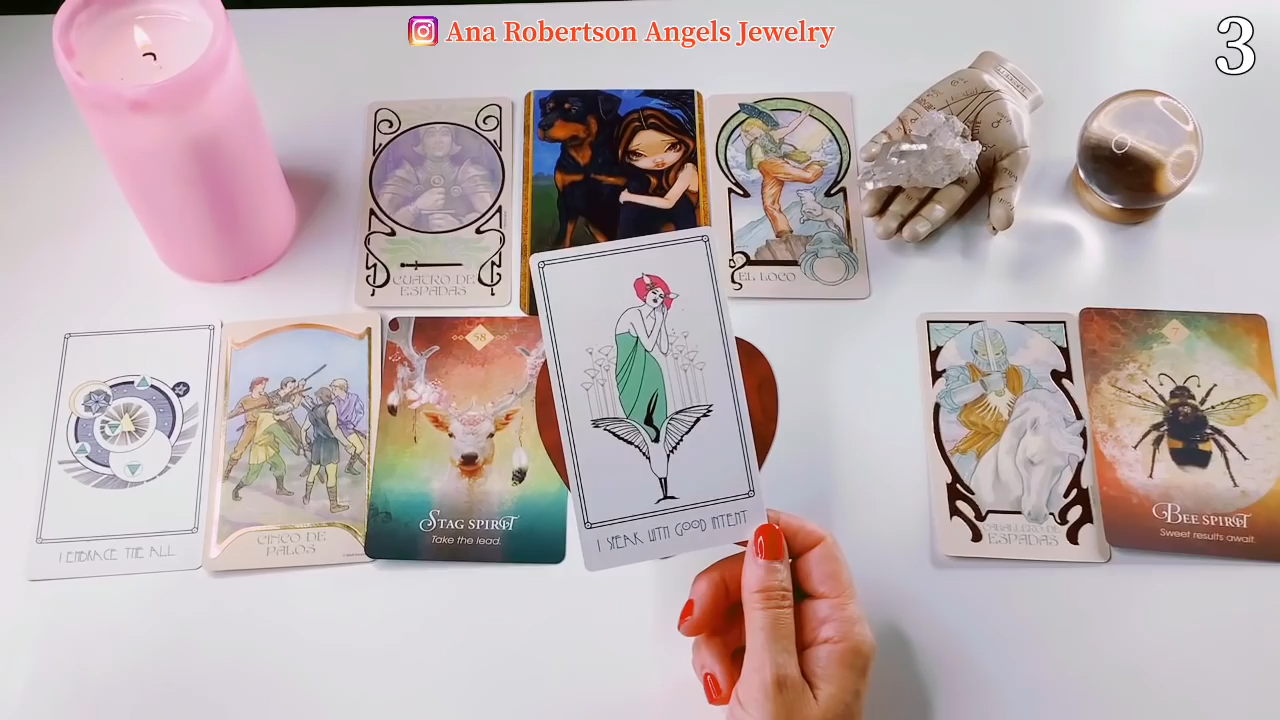 Ana Robertson Angels Jewelry
3
CUATRO DE
ESPADAS
EL LOCO
58
STAG SPIRIT
Take the lead.
I EMBRACE THE ALL
CINCO DE
PALOS
I SPEAK WITH GOOD INTENT
CABALLERO DE
ESPADAS
7
BEE SPIRIT
Sweet results await.